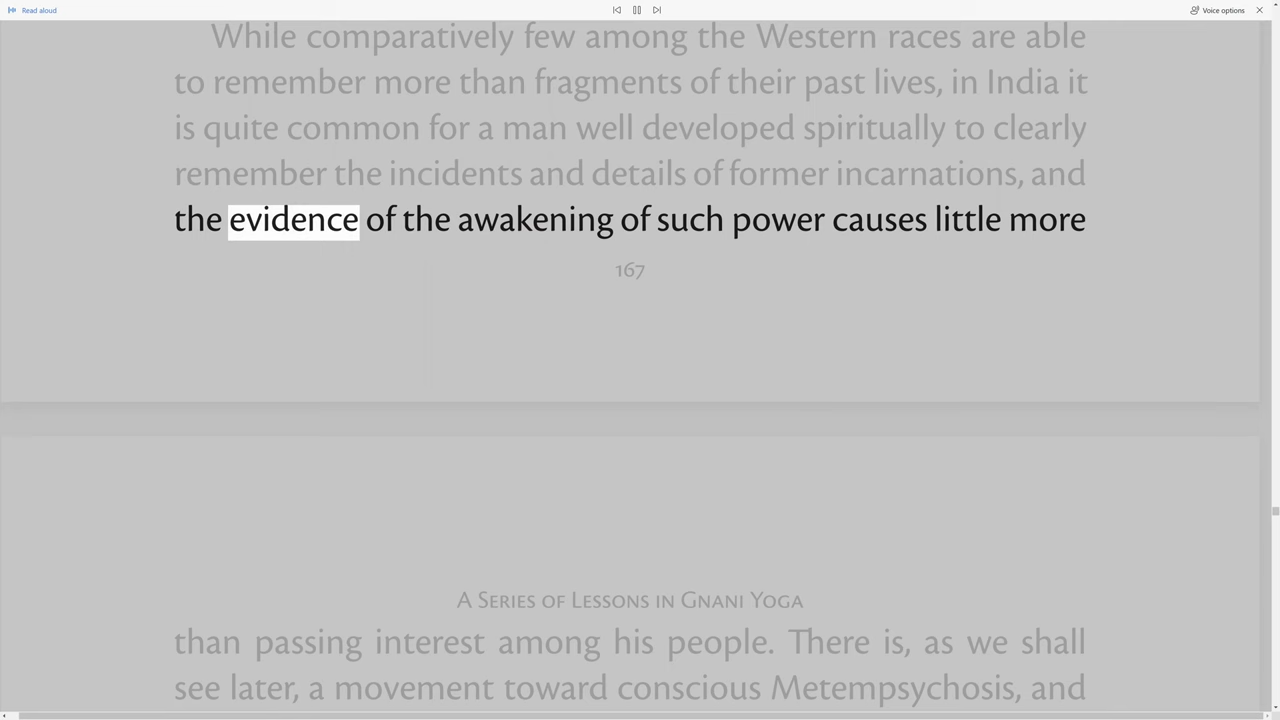 Read aloud
Voice options
While comparatively few among the Western races are able
to remember more than fragments of their past lives, in India it
is quite common for a man well developed spiritually to clearly
remember the incidents and details of former incarnations, and
the evidence of the awakening of such power causes little more
167
A Series of Lessons in Gnani Yoga
than passing interest among his people. There is, as we shall
see later, a movement toward conscious Metempsychosis, and